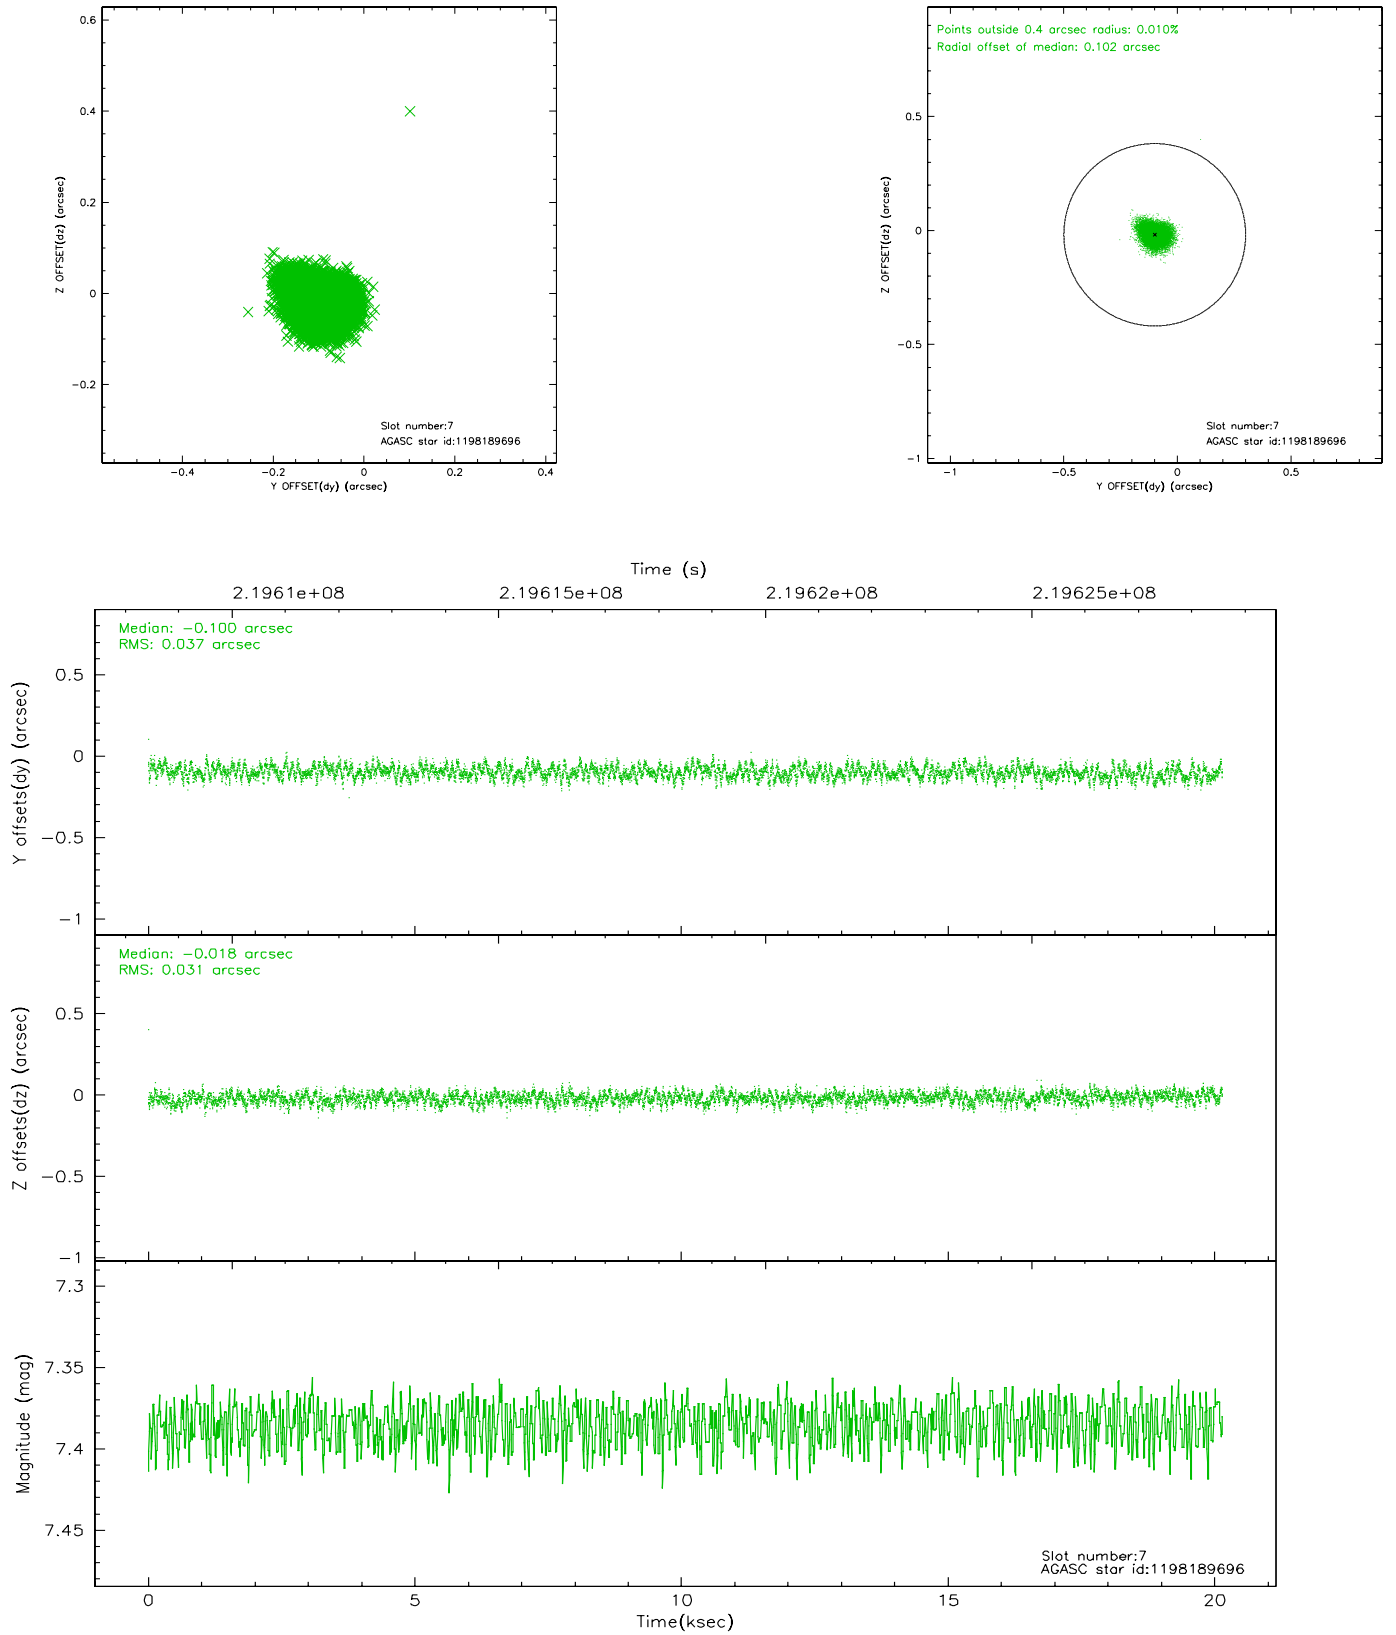 0.6
0.4
0.2
0
−0.2
Z OFFSET(dz) (arcsec)
Slot number:7
AGASC star id:1198189696
−0.4 −0.2 0 0.2 0.4
Y OFFSET(dy) (arcsec)
Points outside 0.4 arcsec radius: 0.010%
Radial offset of median: 0.102 arcsec
0.5
0
−0.5
−1
Z OFFSET(dz) (arcsec)
Slot number:7
AGASC star id:1198189696
−1 −0.5 0 0.5
Y OFFSET(dy) (arcsec)
Time (s)
2.1961e+08 2.19615e+08 2.1962e+08 2.19625e+08
Median: −0.100 arcsec
RMS: 0.037 arcsec
0.5
0
−0.5
−1
Y offsets(dy) (arcsec)
Median: −0.018 arcsec
RMS: 0.031 arcsec
0.5
0
−0.5
−1
Z offsets(dz) (arcsec)
7.3
7.35
7.4
7.45
Magnitude (mag)
Slot number:7
AGASC star id:1198189696
0 5 10 15 20
Time(ksec)